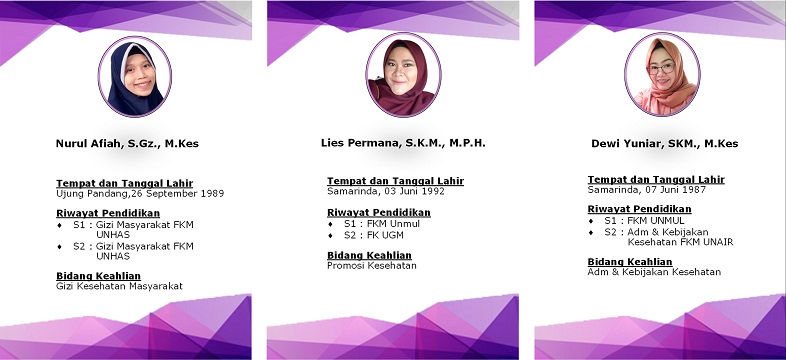 Nurul Afiah, S.Gz., M.Kes
Tempat dan Tanggal Lahir
Ujung Pandang,26 September 1989
Riwayat Pendidikan
♦ S1 : Gizi Masyarakat FKM
UNHAS
♦ S2 : Gizi Masyarakat FKM
UNHAS
Bidang Keahlian
Gizi Kesehatan Masyarakat
Lies Permana, S.K.M., M.P.H.
Tempat dan Tanggal Lahir
Samarinda, 03 Juni 1992
Riwayat Pendidikan
♦ S1 : FKM Unmul
♦ S2 : FK UGM
Bidang Keahlian
Promosi Kesehatan
Dewi Yuniar, SKM., M.Kes
Tempat dan Tanggal Lahir
Samarinda, 07 Juni 1987
Riwayat Pendidikan
♦ S1 : FKM UNMUL
♦ S2 : Adm & Kebijakan
Kesehatan FKM UNAIR
Bidang Keahlian
Adm & Kebijakan Kesehatan